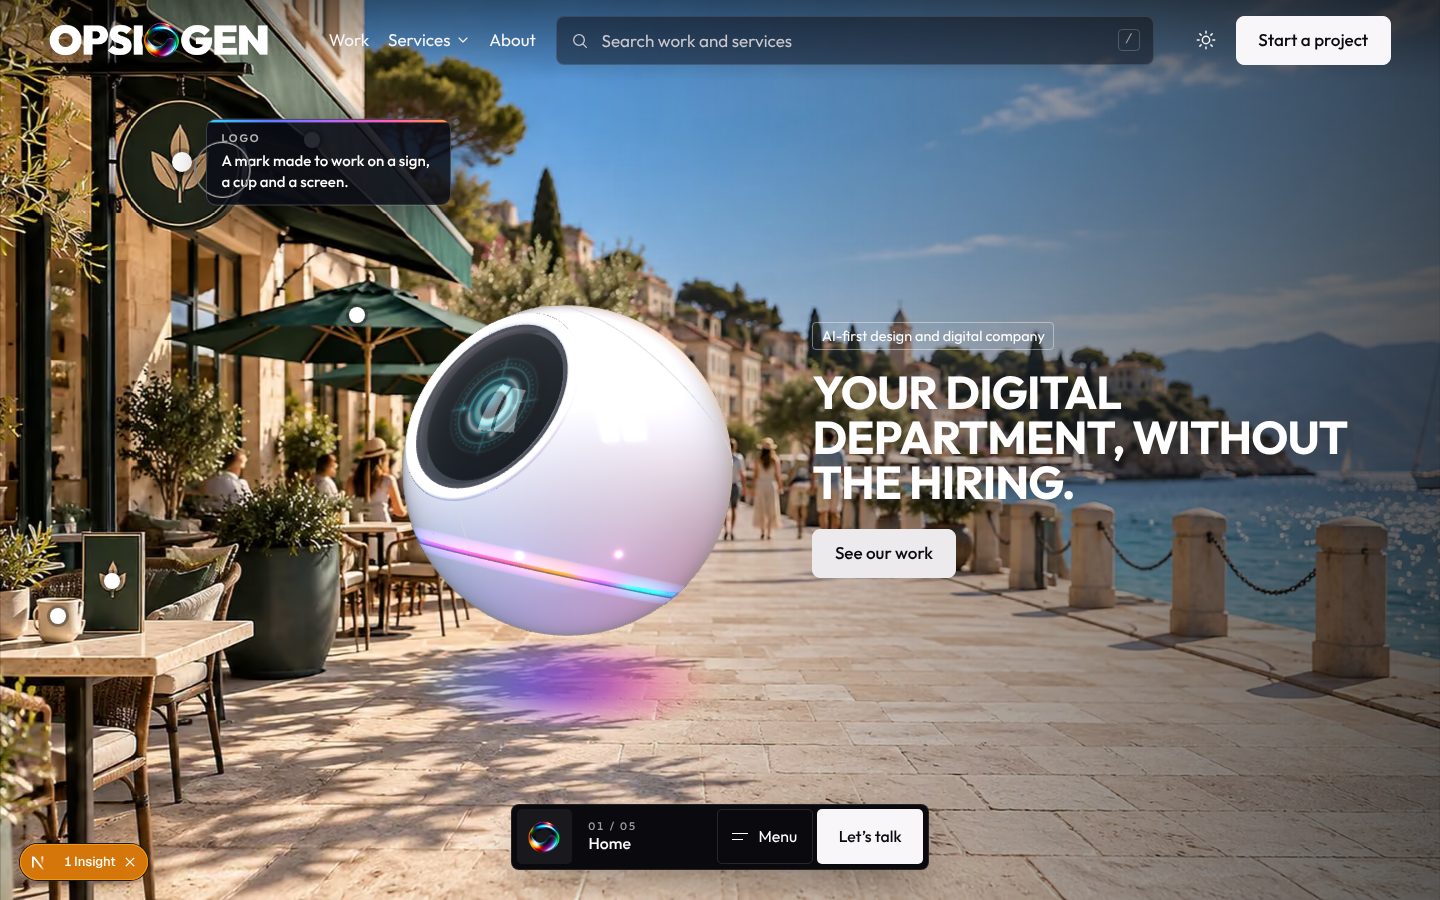 OPSIOGEN
Work
Services
About
Search work and services
/
Start a project
LOGO
A mark made to work on a sign,
a cup and a screen.
AI-first design and digital company
YOUR DIGITAL
DEPARTMENT, WITHOUT
THE HIRING.
See our work
01 / 05
Home
Menu
Let's talk
N
1 Insight